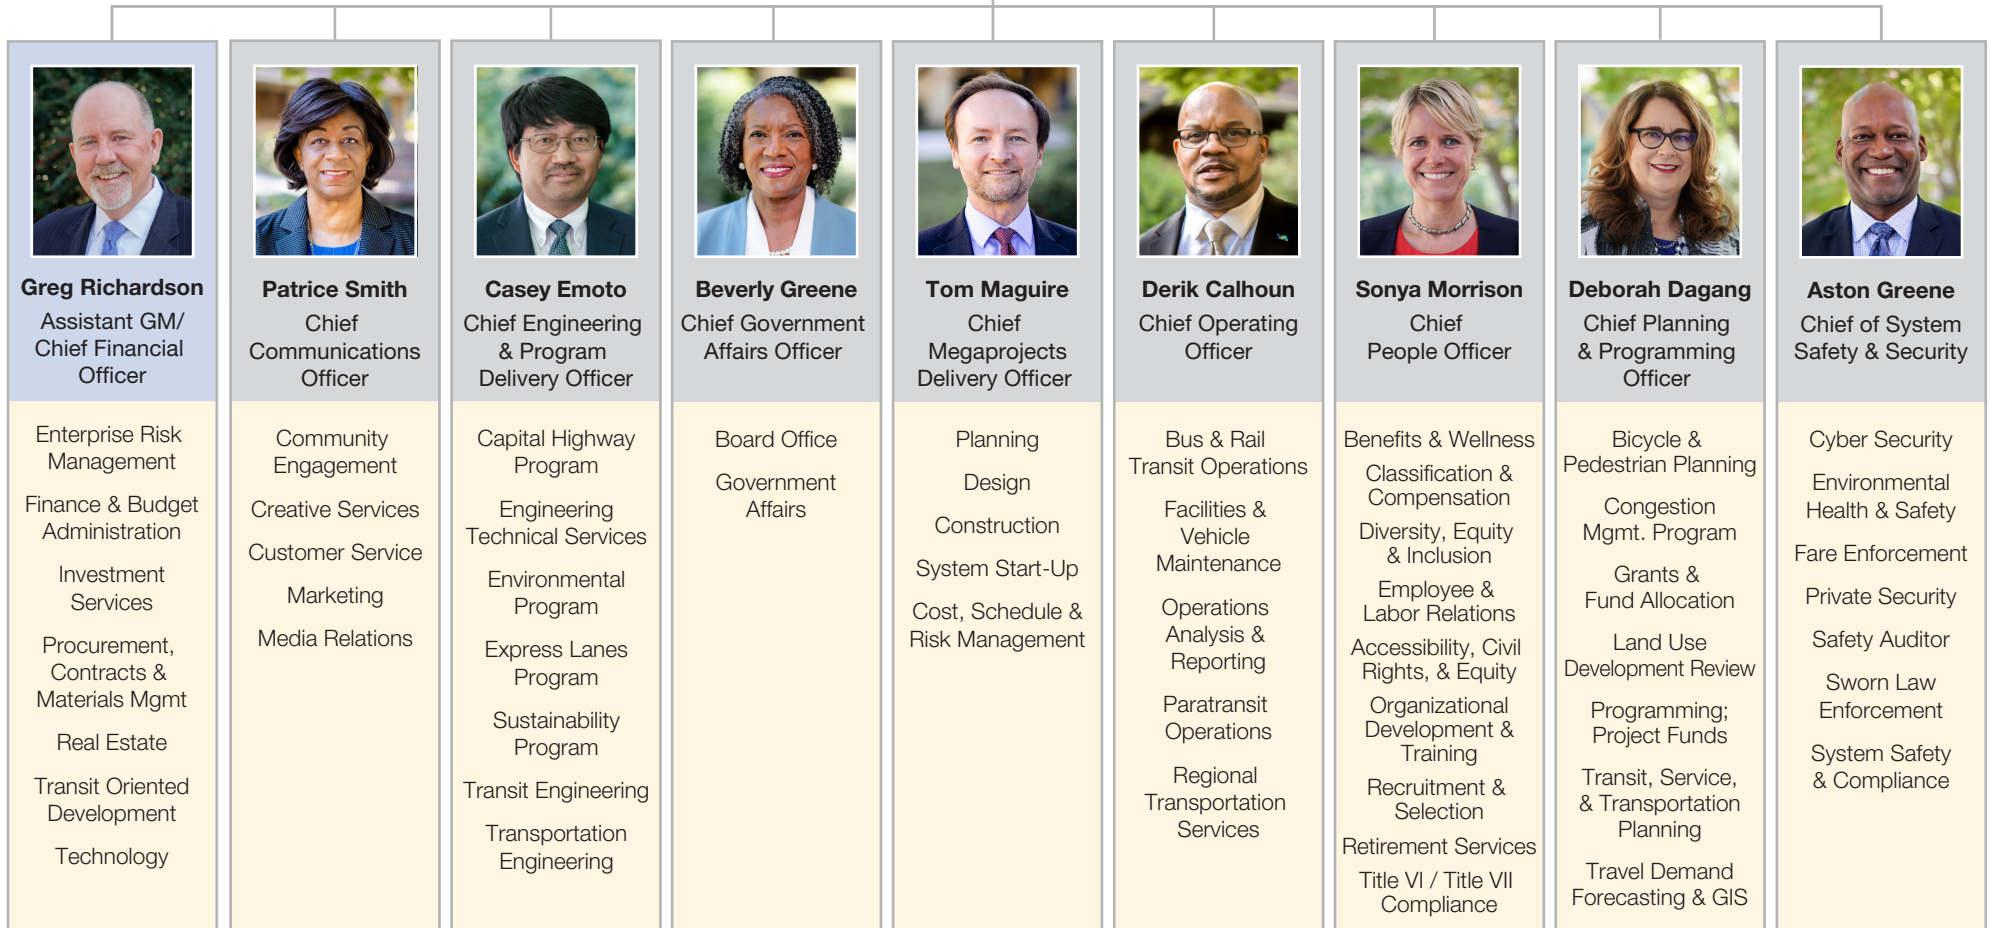 Greg Richardson
Assistant GM/
Chief Financial
Officer
Enterprise Risk
Management
Finance & Budget
Administration
Investment
Services
Procurement,
Contracts &
Materials Mgmt
Real Estate
Transit Oriented
Development
Technology
Patrice Smith
Chief
Communications
Officer
Community
Engagement
Creative Services
Customer Service
Marketing
Media Relations
Casey Emoto
Chief Engineering
& Program
Delivery Officer
Capital Highway
Program
Engineering
Technical Services
Environmental
Program
Express Lanes
Program
Sustainability
Program
Transit Engineering
Transportation
Engineering
Beverly Greene
Chief Government
Affairs Officer
Board Office
Government
Affairs
Tom Maguire
Chief
Megaprojects
Delivery Officer
Planning
Design
Construction
System Start-Up
Cost, Schedule &
Risk Management
Derik Calhoun
Chief Operating
Officer
Bus & Rail
Transit Operations
Facilities &
Vehicle
Maintenance
Operations
Analysis &
Reporting
Paratransit
Operations
Regional
Transportation
Services
Sonya Morrison
Chief
People Officer
Benefits & Wellness
Classification &
Compensation
Diversity, Equity
& Inclusion
Employee &
Labor Relations
Accessibility, Civil
Rights, & Equity
Organizational
Development &
Training
Recruitment &
Selection
Retirement Services
Title VI / Title VII
Compliance
Deborah Dagang
Chief Planning
& Programming
Officer
Bicycle &
Pedestrian Planning
Congestion
Mgmt. Program
Grants &
Fund Allocation
Land Use
Development Review
Programming;
Project Funds
Transit, Service,
& Transportation
Planning
Travel Demand
Forecasting & GIS
Aston Greene
Chief of System
Safety & Security
Cyber Security
Environmental
Health & Safety
Fare Enforcement
Private Security
Safety Auditor
Sworn Law
Enforcement
System Safety
& Compliance